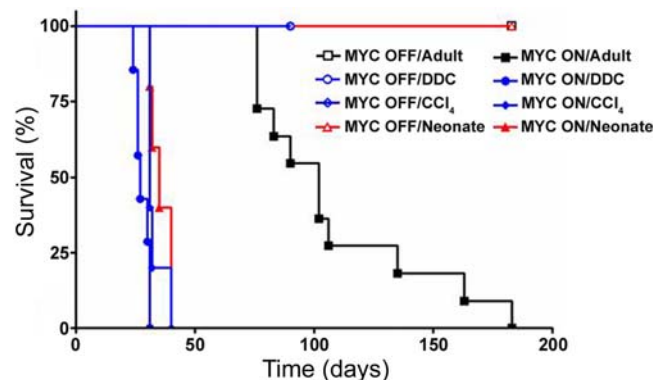 100
75
50
25
0
Survival (%)
MYC OFF/Adult
MYC OFF/DDC
MYC OFF/CCl₄
MYC OFF/Neonate
MYC ON/Adult
MYC ON/DDC
MYC ON/CCl₄
MYC ON/Neonate
0 50 100 150 200
Time (days)